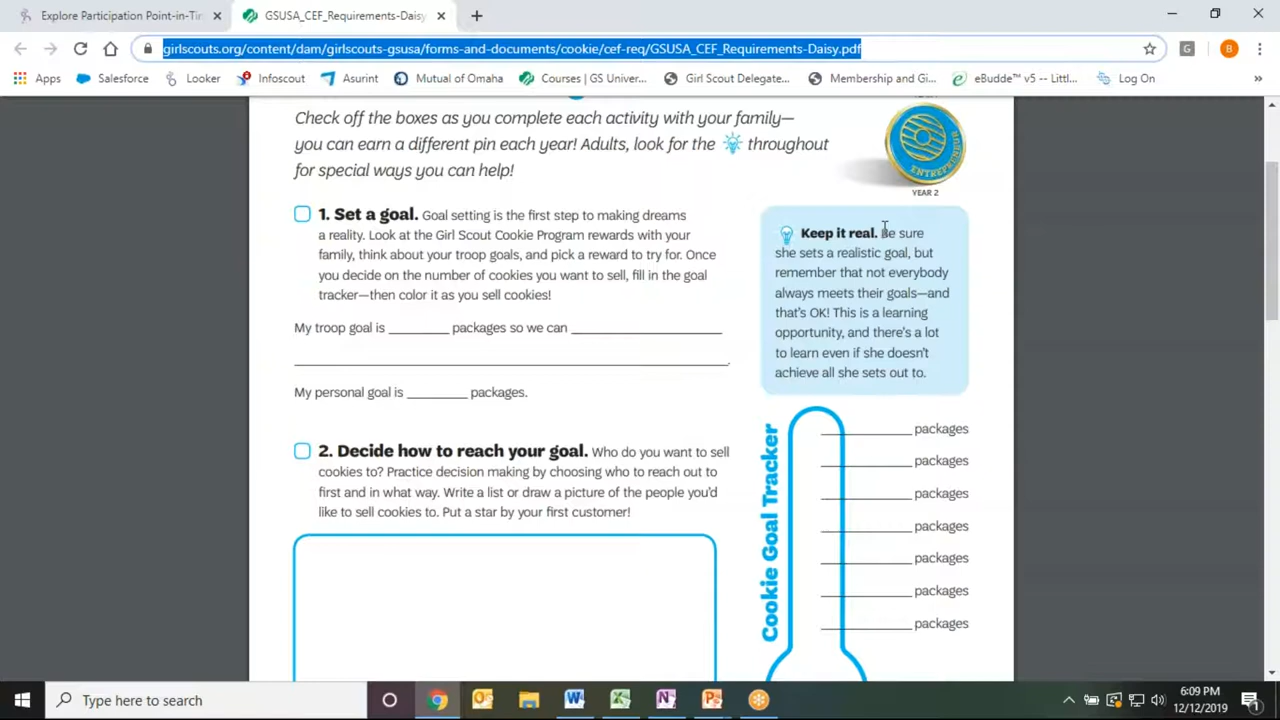 Explore Participation Point-in-Tir
GSUSA_CEF_Requirements-Daisy
girlscouts.org/content/dam/girlscouts-gsusa/forms-and-documents/cookie/cef-req/GSUSA_CEF_Requirements-Daisy.pdf
G
B
Apps
Salesforce
Looker
Infoscout
Asurint
Mutual of Omaha
Courses | GS Univer...
Girl Scout Delegate...
Membership and Gi...
eBudde™ v5 -- Littl...
Log On
»
Check off the boxes as you complete each activity with your family—
you can earn a different pin each year! Adults, look for the throughout
for special ways you can help!
ENTREPRENEUR
YEAR 2
1. Set a goal. Goal setting is the first step to making dreams
a reality. Look at the Girl Scout Cookie Program rewards with your
family, think about your troop goals, and pick a reward to try for. Once
you decide on the number of cookies you want to sell, fill in the goal
tracker—then color it as you sell cookies!
My troop goal is ________ packages so we can ____________________
____________________.
My personal goal is ________ packages.
Keep it real. Be sure
she sets a realistic goal, but
remember that not everybody
always meets their goals—and
that's OK! This is a learning
opportunity, and there's a lot
to learn even if she doesn't
achieve all she sets out to.
2. Decide how to reach your goal. Who do you want to sell
cookies to? Practice decision making by choosing who to reach out to
first and in what way. Write a list or draw a picture of the people you'd
like to sell cookies to. Put a star by your first customer!
Cookie Goal Tracker
____________ packages
____________ packages
____________ packages
____________ packages
____________ packages
____________ packages
____________ packages
Type here to search
6:09 PM
12/12/2019
1